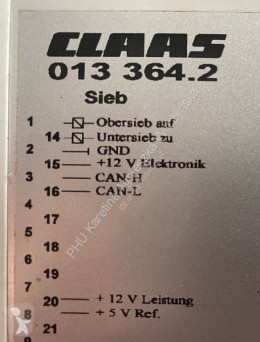 CLAAS
013 364.2
Sieb
1 Obersieb auf
14 Untersieb zu
2 GND
15 +12 V Elektronik
3 CAN-H
16 CAN-L
4
17
5
18
6
19
7
20 + 12 V Leistung
8 + 5 V Ref.
21